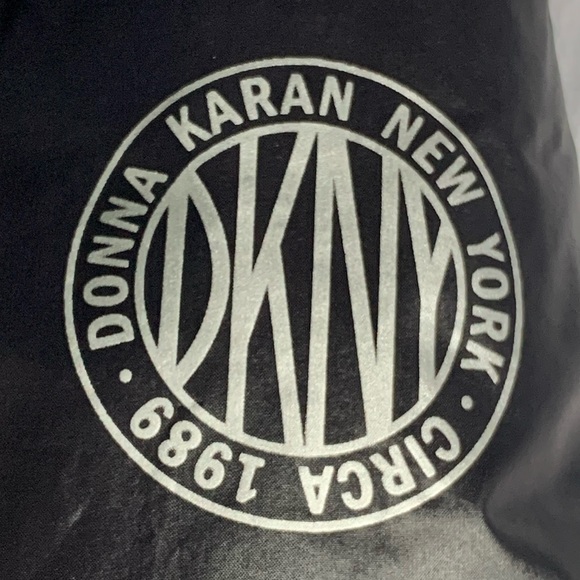 DONNA KARAN NEW YORK · CIRCA 1989 ·
DKNY